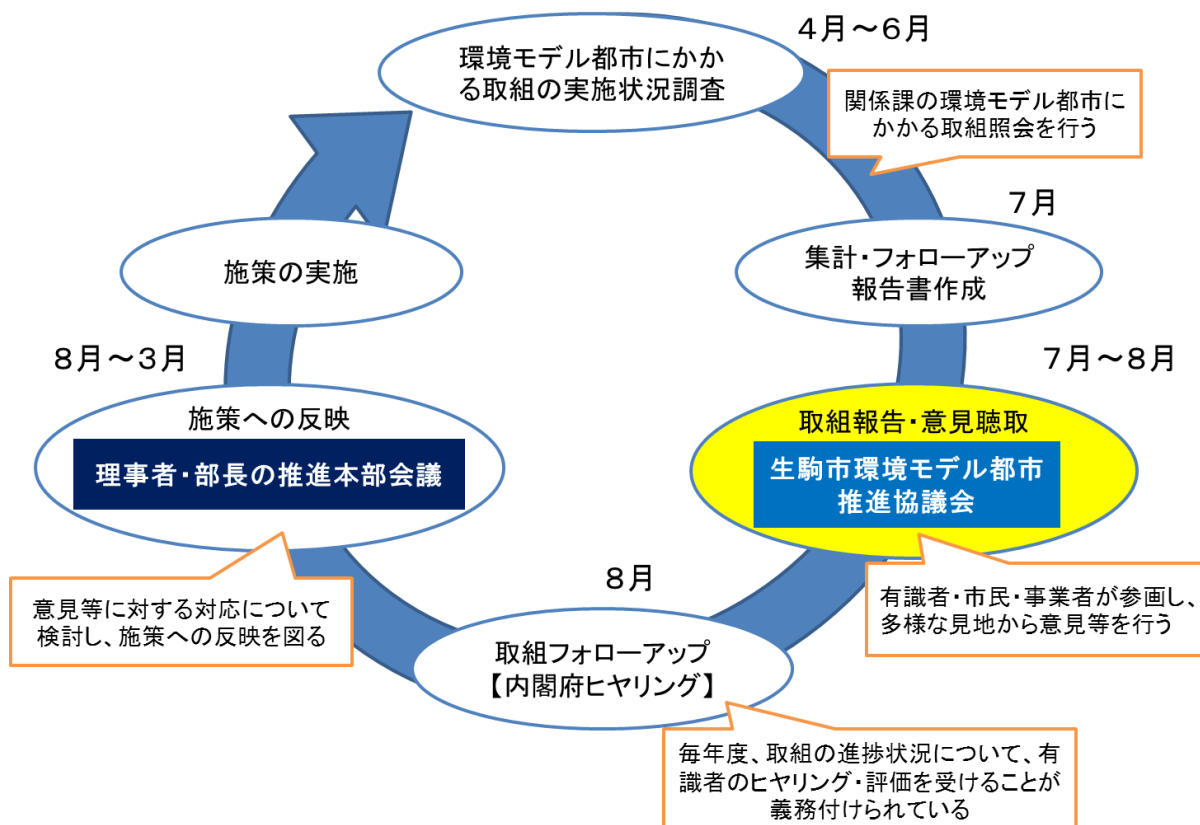 4月～6月
環境モデル都市にかか
る取組の実施状況調査
関係課の環境モデル都市に
かかる取組照会を行う
7月
集計・フォローアップ
報告書作成
7月～8月
取組報告・意見聴取
生駒市環境モデル都市
推進協議会
有識者・市民・事業者が参画し、
多様な見地から意見等を行う
8月
取組フォローアップ
【内閣府ヒヤリング】
毎年度、取組の進捗状況について、有
識者のヒヤリング・評価を受けることが
義務付けられている
施策への反映
理事者・部長の推進本部会議
意見等に対する対応について
検討し、施策への反映を図る
8月～3月
施策の実施